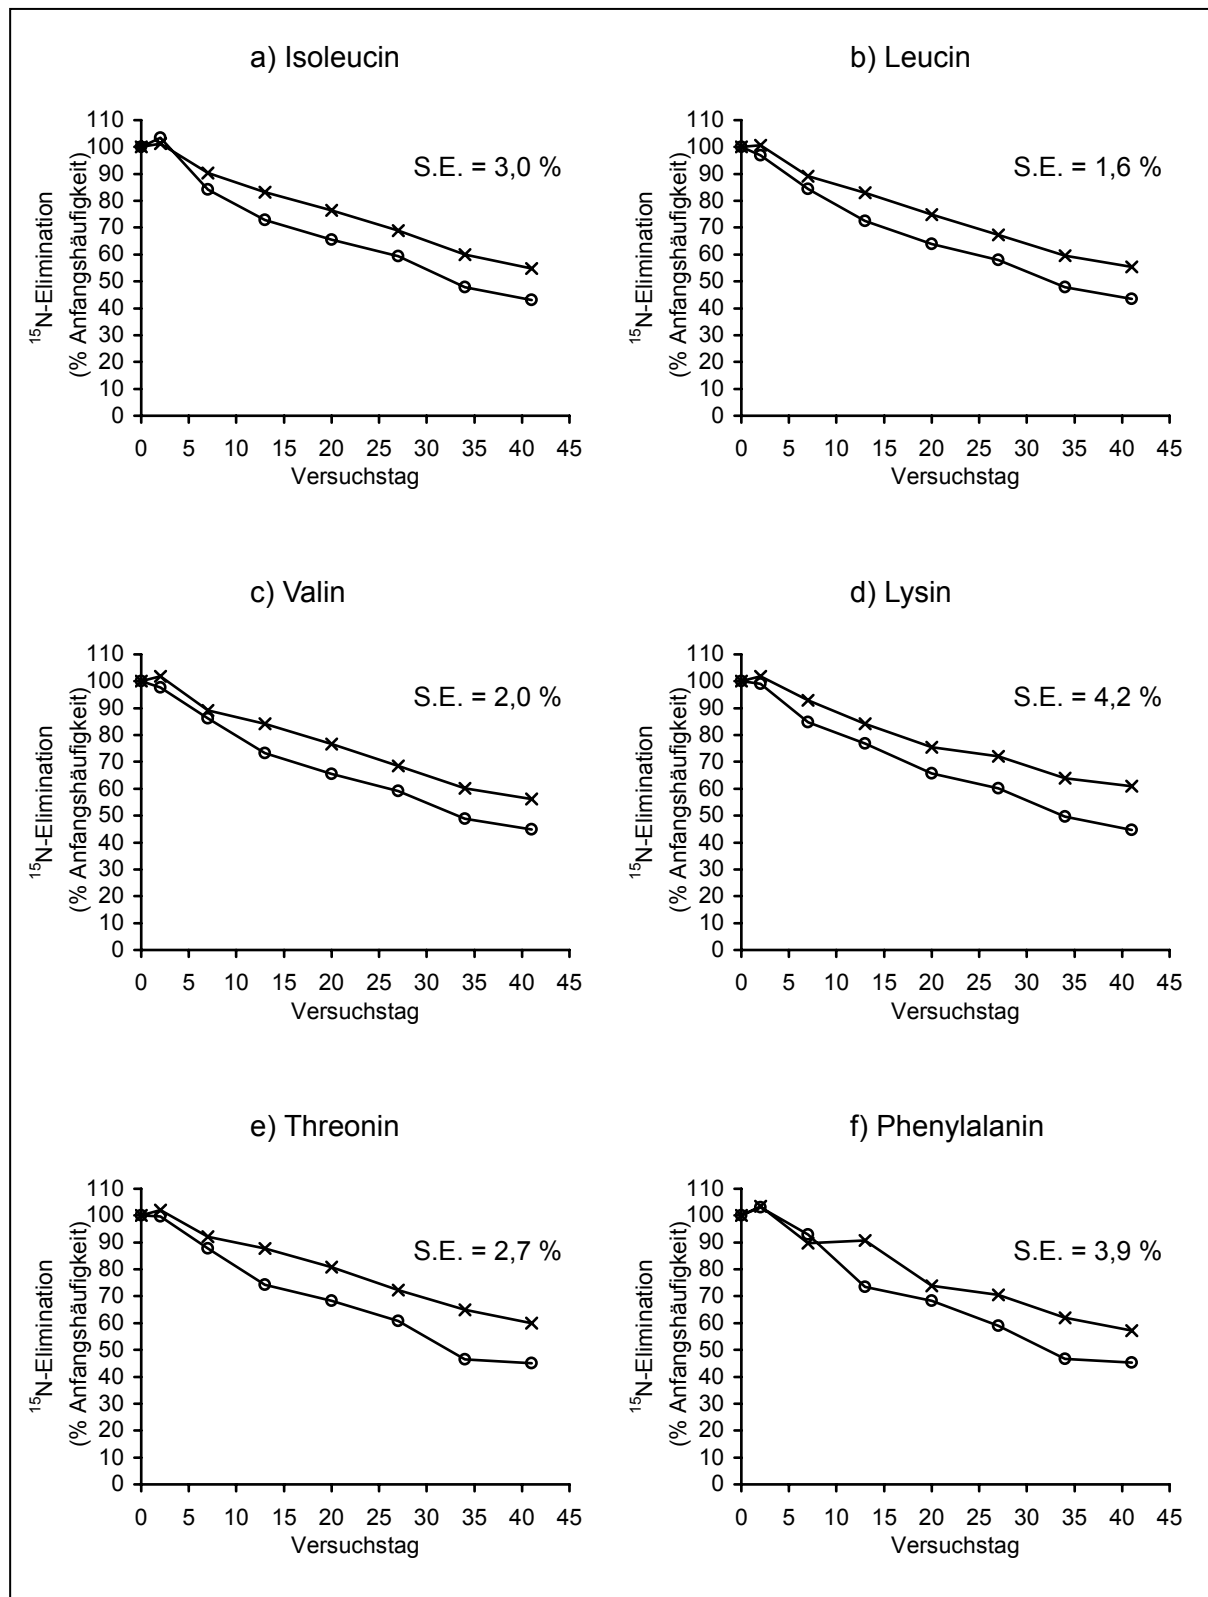 a) Isoleucin
110
100
90
80
70
60
50
40
30
20
10
0
¹⁵N-Elimination
(% Anfangshäufigkeit)
S.E. = 3,0 %
0 5 10 15 20 25 30 35 40 45
Versuchstag
b) Leucin
110
100
90
80
70
60
50
40
30
20
10
0
¹⁵N-Elimination
(% Anfangshäufigkeit)
S.E. = 1,6 %
0 5 10 15 20 25 30 35 40 45
Versuchstag
c) Valin
110
100
90
80
70
60
50
40
30
20
10
0
¹⁵N-Elimination
(% Anfangshäufigkeit)
S.E. = 2,0 %
0 5 10 15 20 25 30 35 40 45
Versuchstag
d) Lysin
110
100
90
80
70
60
50
40
30
20
10
0
¹⁵N-Elimination
(% Anfangshäufigkeit)
S.E. = 4,2 %
0 5 10 15 20 25 30 35 40 45
Versuchstag
e) Threonin
110
100
90
80
70
60
50
40
30
20
10
0
¹⁵N-Elimination
(% Anfangshäufigkeit)
S.E. = 2,7 %
0 5 10 15 20 25 30 35 40 45
Versuchstag
f) Phenylalanin
110
100
90
80
70
60
50
40
30
20
10
0
¹⁵N-Elimination
(% Anfangshäufigkeit)
S.E. = 3,9 %
0 5 10 15 20 25 30 35 40 45
Versuchstag